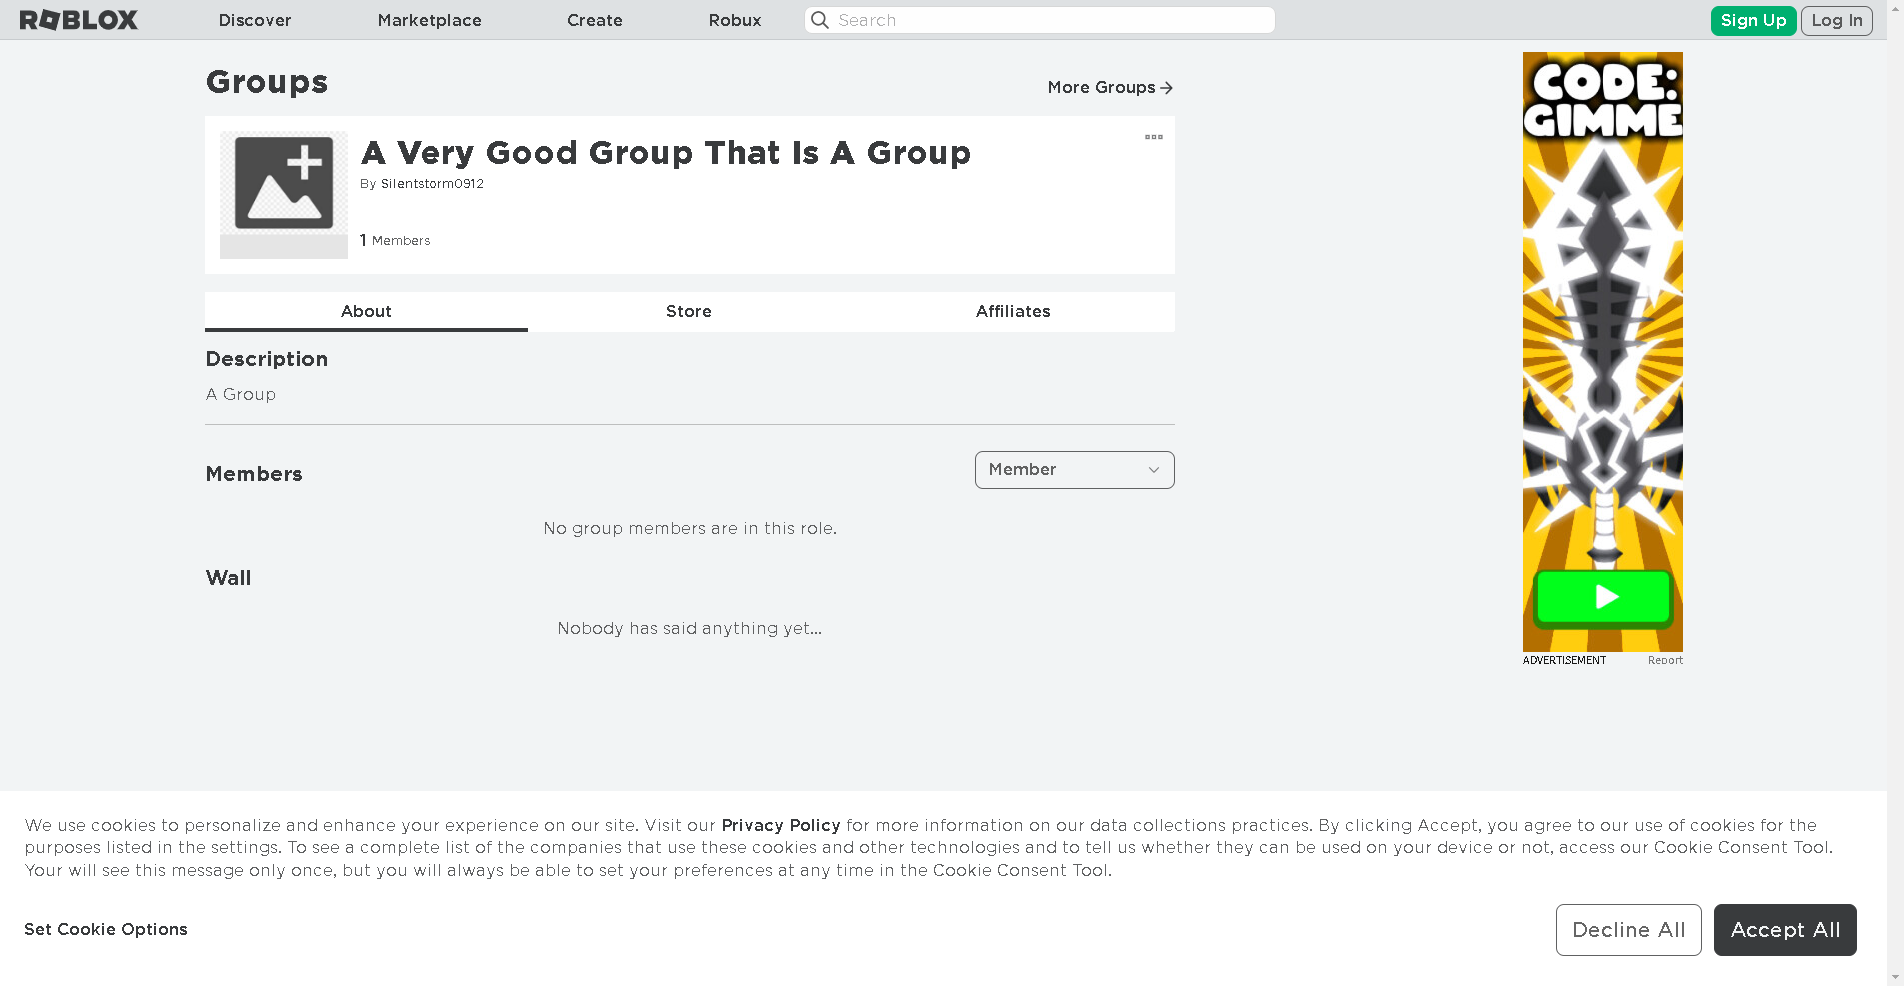 ROBLOX Discover Marketplace Create Robux Search Sign Up Log In
Groups
More Groups
A Very Good Group That Is A Group
By Silentstorm0912
1 Members
About Store Affiliates
Description
A Group
Members
Member
No group members are in this role.
Wall
Nobody has said anything yet...
CODE:
GIMME
ADVERTISEMENT Report
We use cookies to personalize and enhance your experience on our site. Visit our Privacy Policy for more information on our data collections practices. By clicking Accept, you agree to our use of cookies for the
purposes listed in the settings. To see a complete list of the companies that use these cookies and other technologies and to tell us whether they can be used on your device or not, access our Cookie Consent Tool.
Your will see this message only once, but you will always be able to set your preferences at any time in the Cookie Consent Tool.
Set Cookie Options
Decline All Accept All